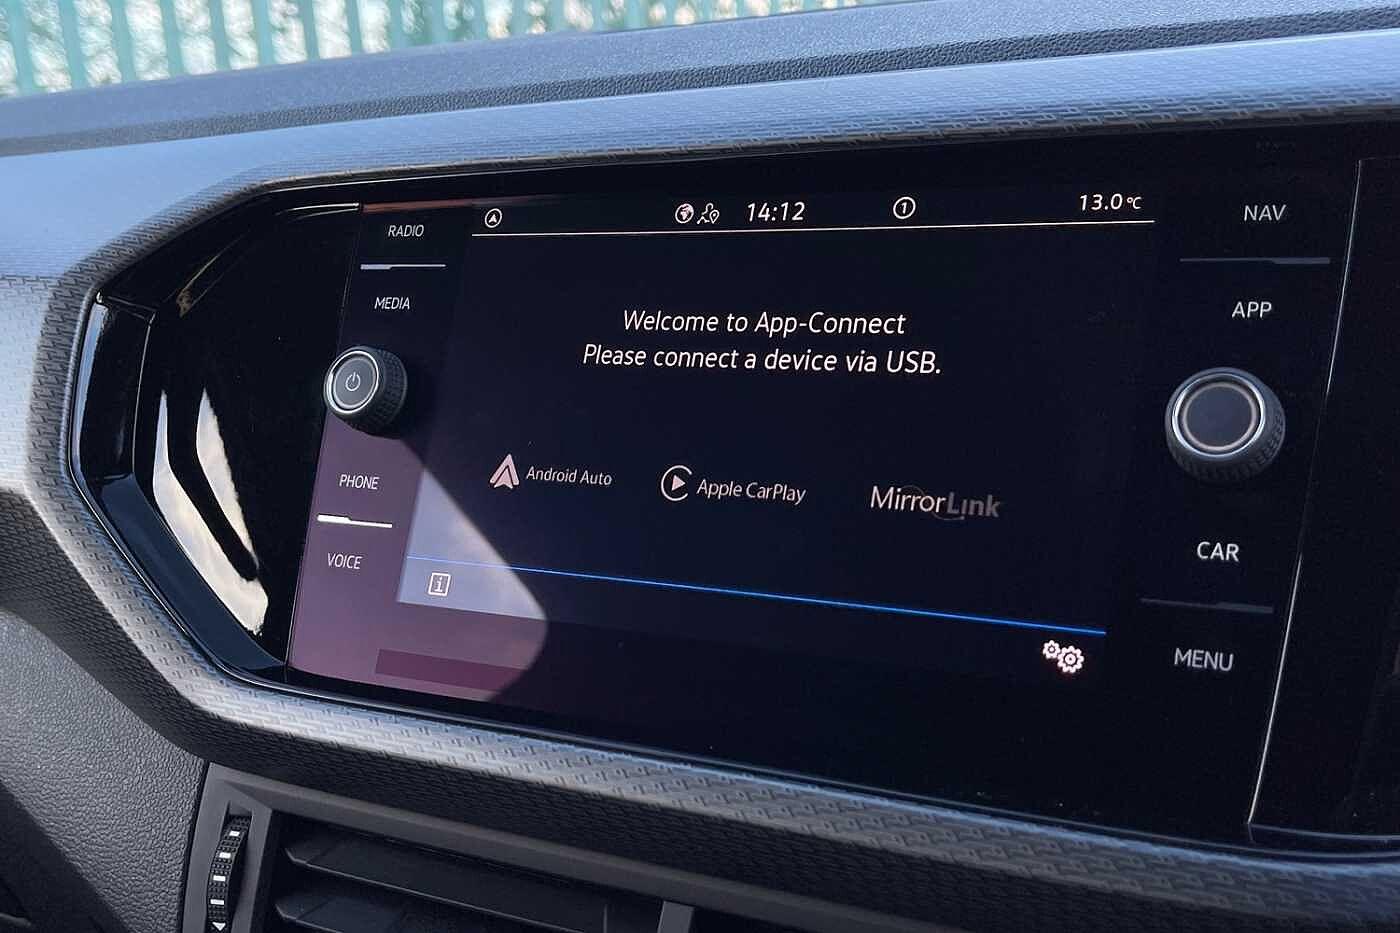 RADIO
MEDIA
PHONE
VOICE
14:12
1
13.0°C
Welcome to App-Connect
Please connect a device via USB.
Android Auto
Apple CarPlay
MirrorLink
i
NAV
APP
CAR
MENU